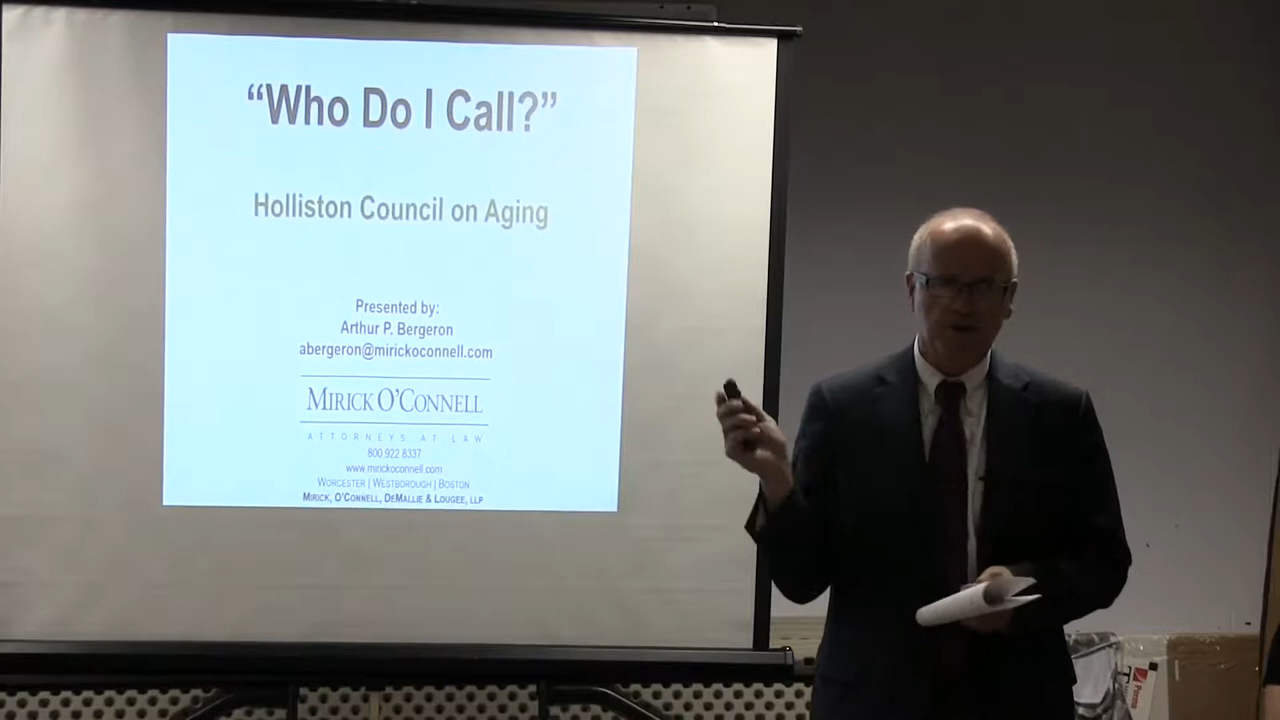 “Who Do I Call?”
Holliston Council on Aging
Presented by:
Arthur P. Bergeron
abergeron@mirickoconnell.com
MIRICK O’CONNELL
ATTORNEYS AT LAW
800 922 8337
www.mirickoconnell.com
WORCESTER | WESTBOROUGH | BOSTON
MIRICK, O’CONNELL, DEMALLIE & LOUGEE, LLP